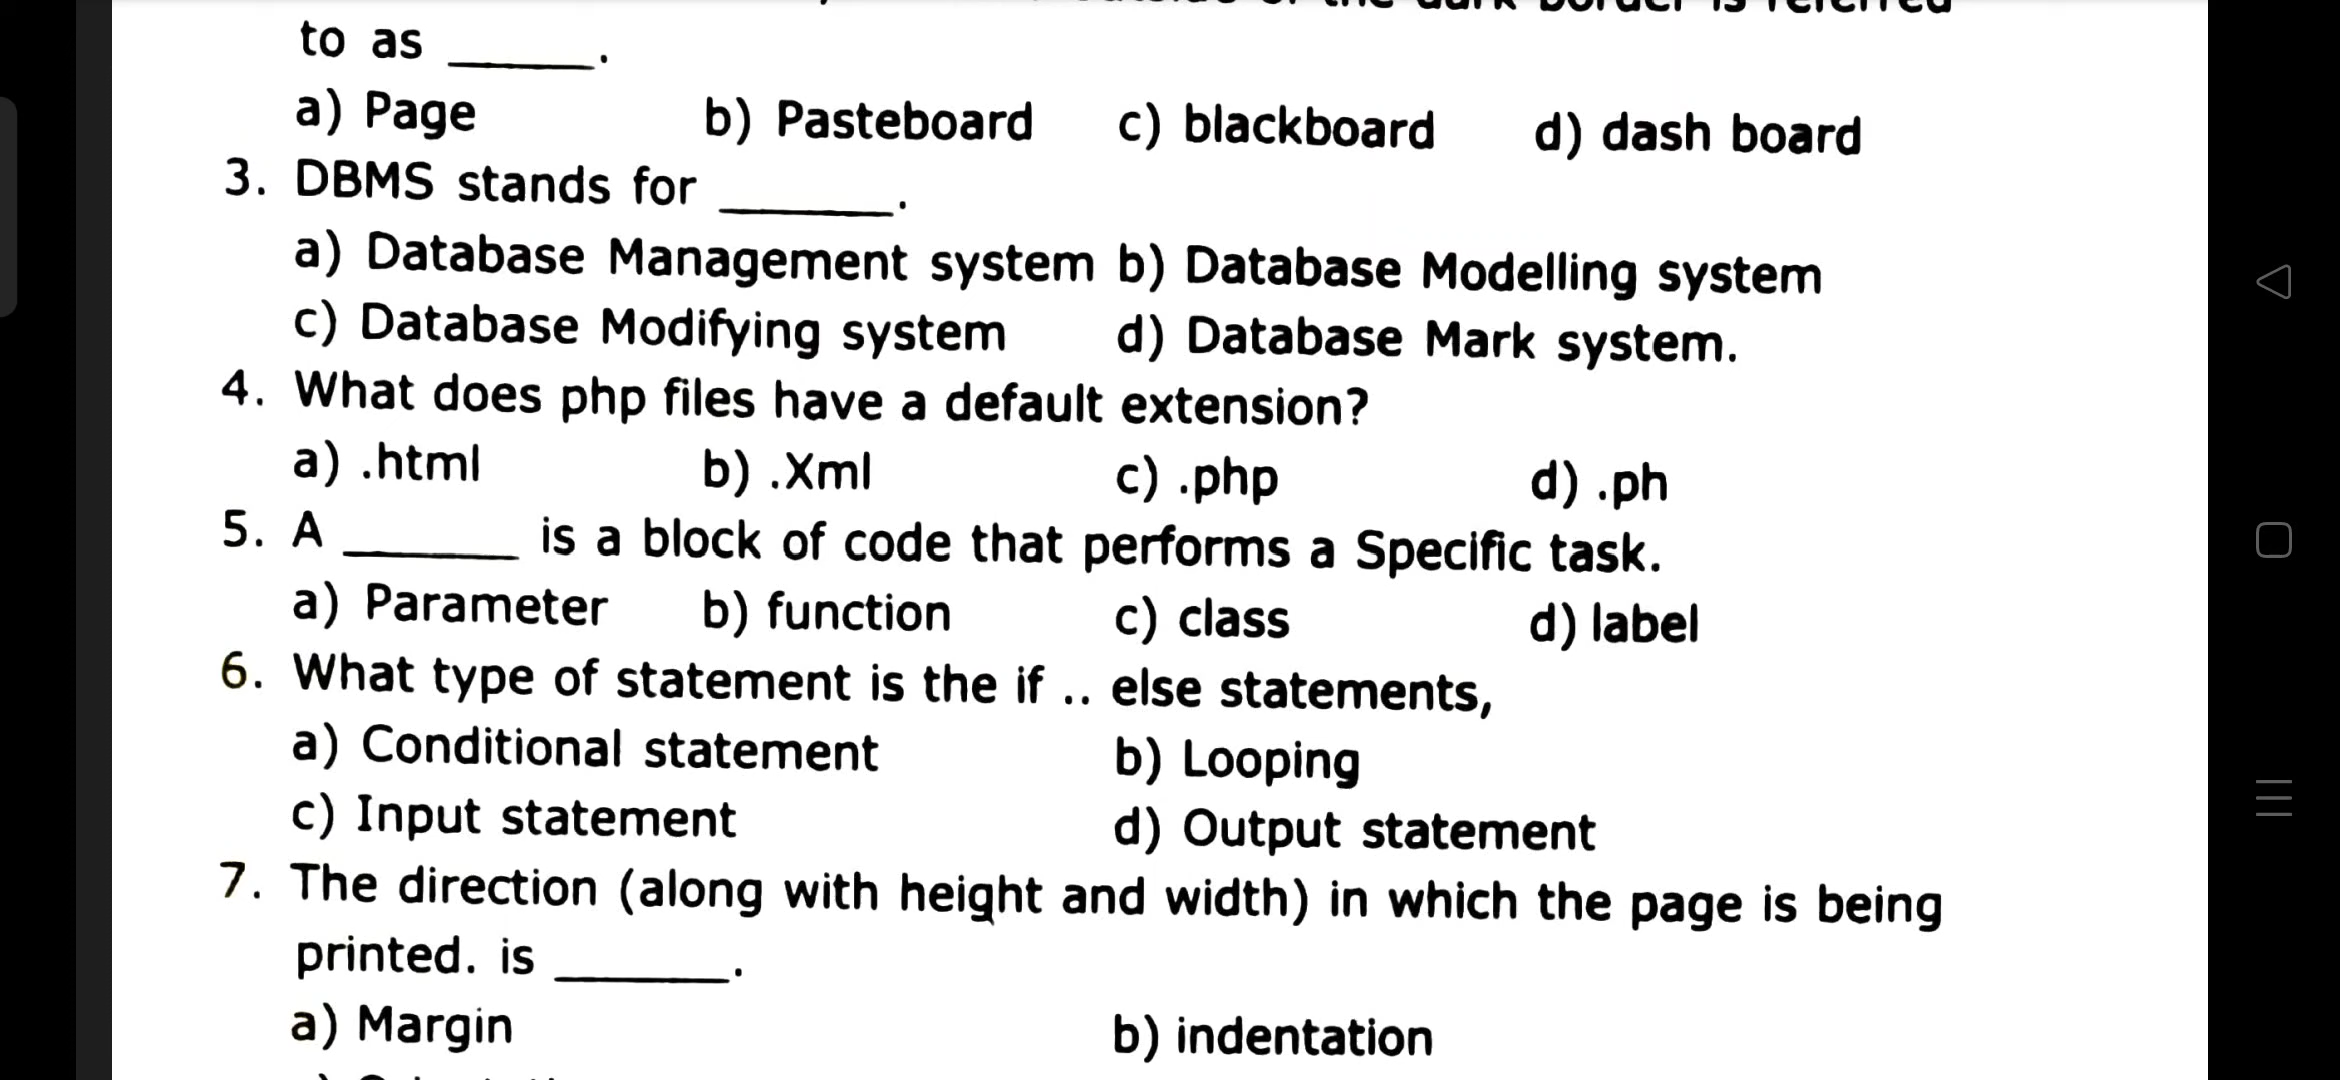 to as ______.
a) Page b) Pasteboard c) blackboard d) dash board
3. DBMS stands for ______.
a) Database Management system b) Database Modelling system
c) Database Modifying system d) Database Mark system.
4. What does php files have a default extension?
a) .html b) .Xml c) .php d) .ph
5. A ______ is a block of code that performs a Specific task.
a) Parameter b) function c) class d) label
6. What type of statement is the if .. else statements,
a) Conditional statement b) Looping
c) Input statement d) Output statement
7. The direction (along with height and width) in which the page is being
printed. is ______.
a) Margin b) indentation